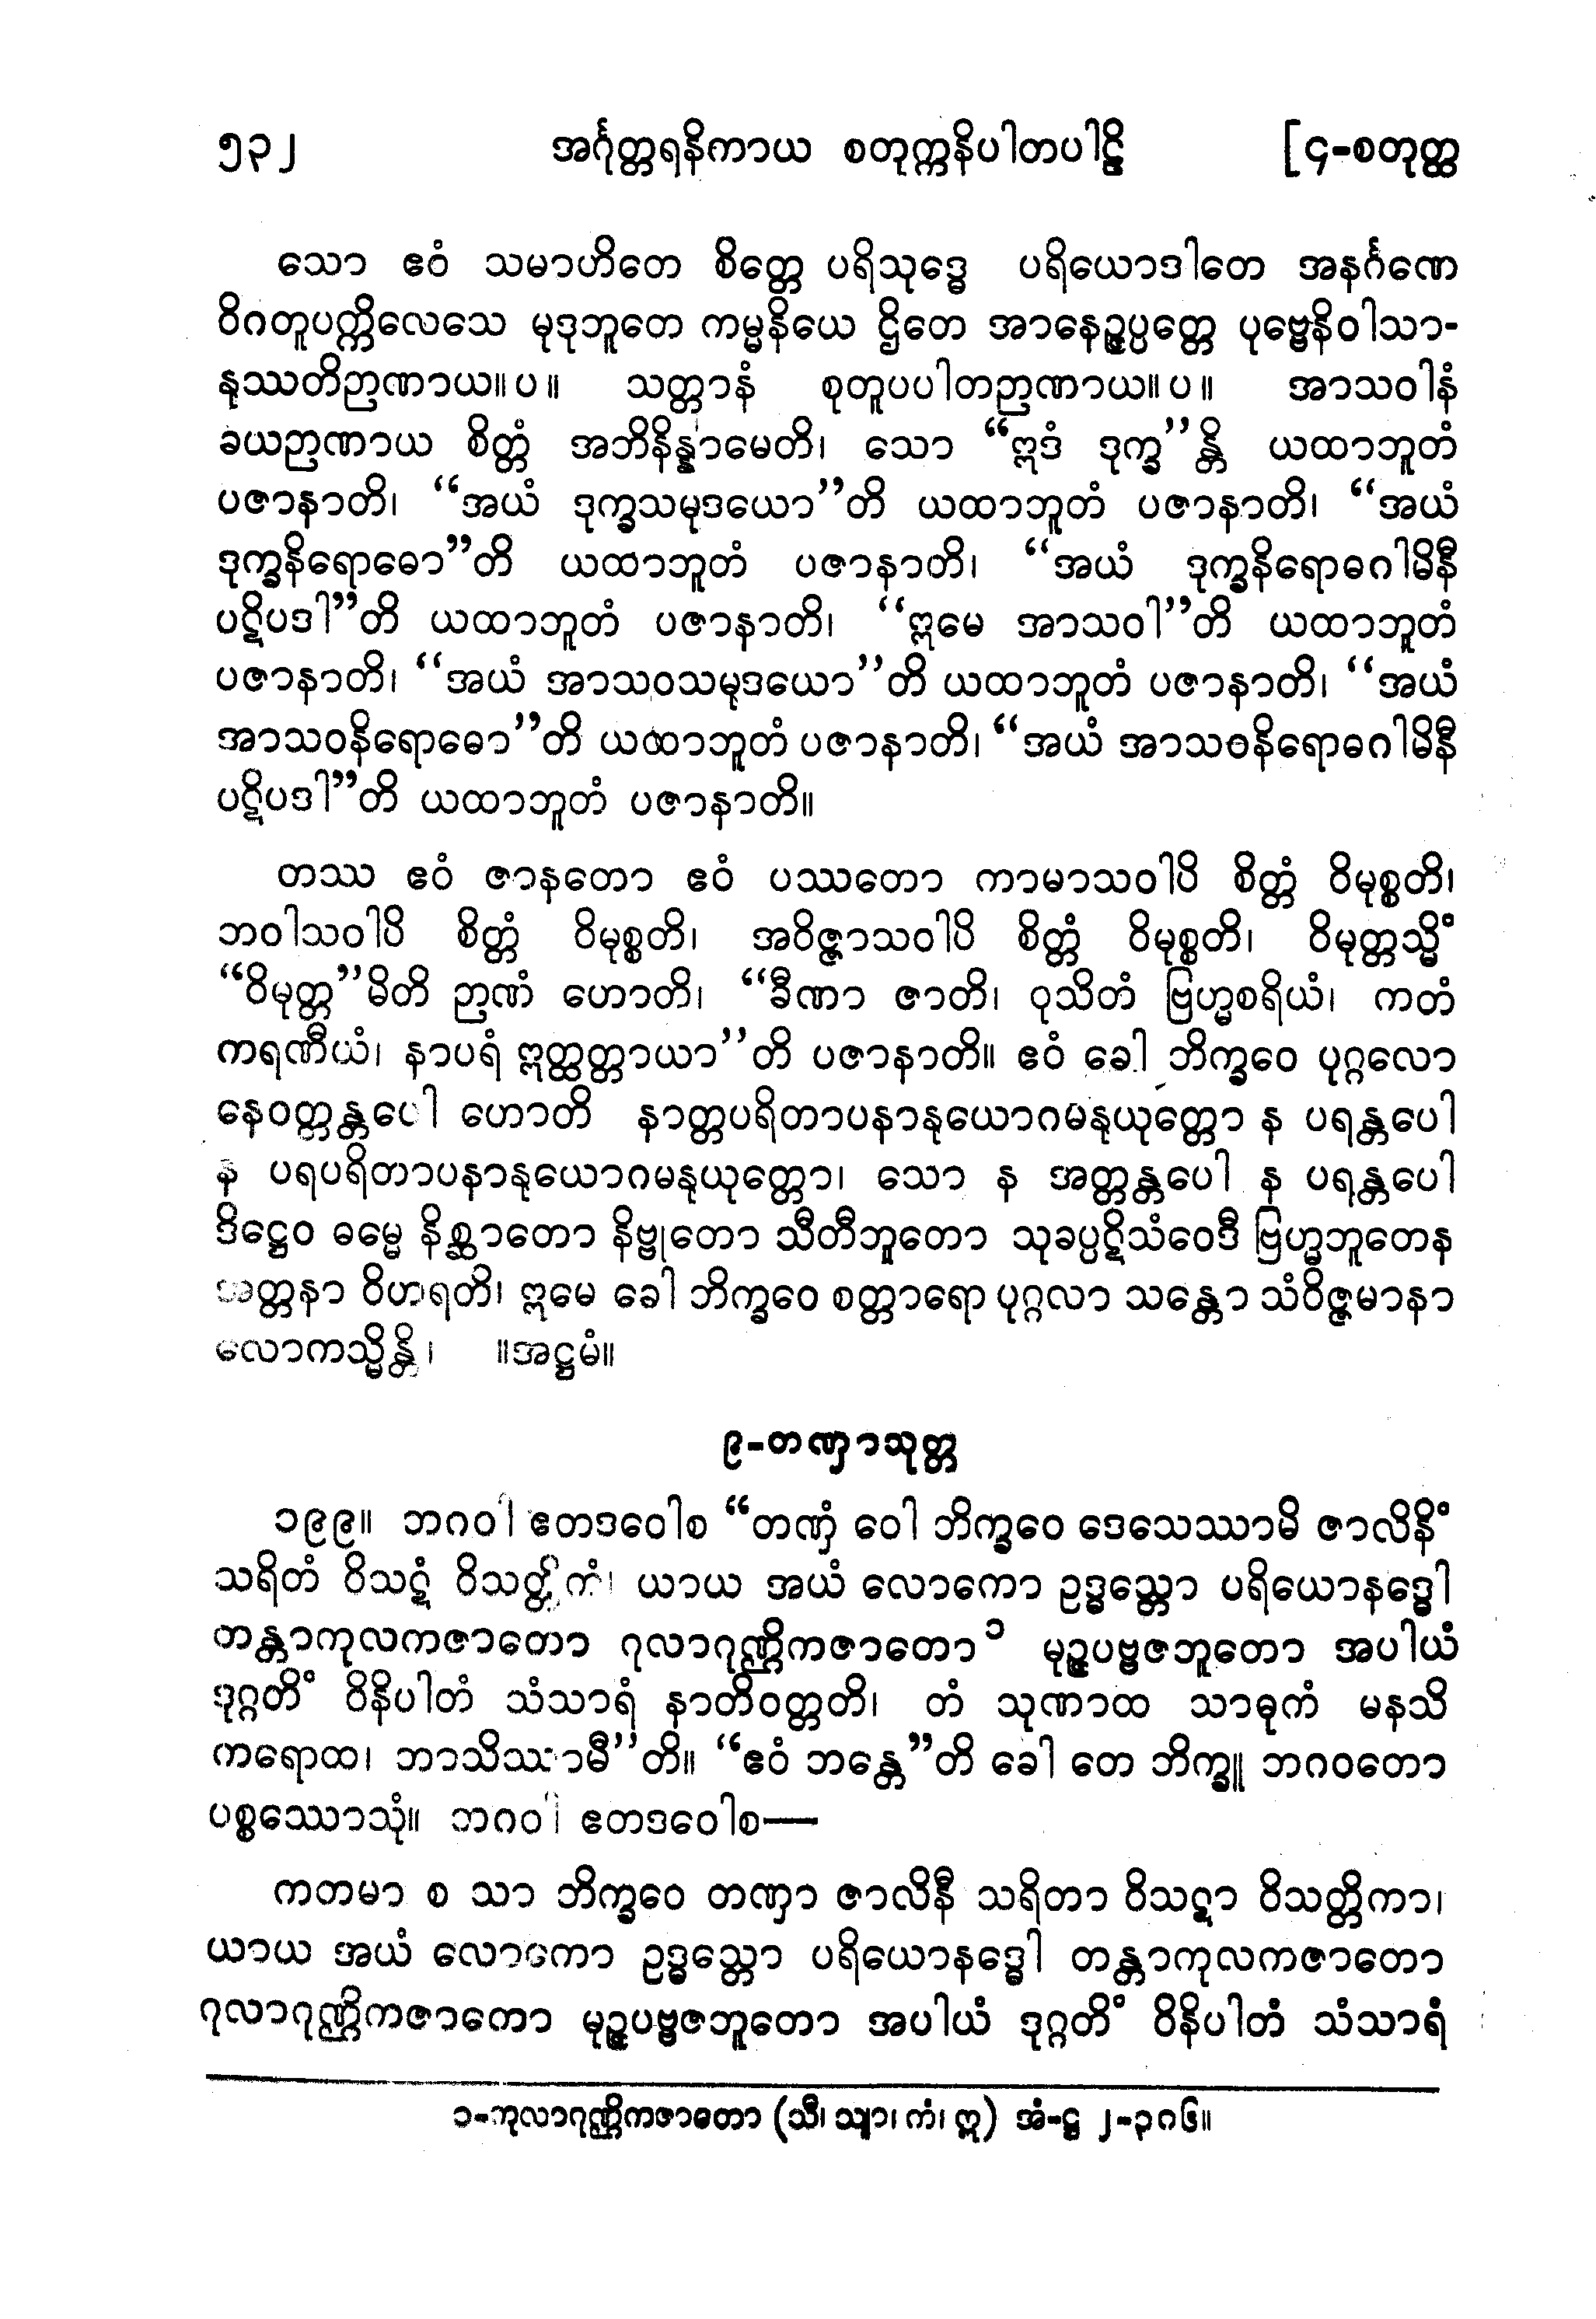 ၅၃၂ အင်္ဂုတ္တရနိကာယ စတုက္ကနိပါတပါဠိ [၄-စတုတ္ထ
သော ဧဝံ သမာဟိတေ စိတ္တေ ပရိသုဒ္ဓေ ပရိယောဒါတေ အနင်္ဂဏေ
ဝိဂတူပက္ကိလေသေ မုဒုဘူတေ ကမ္မနိယေ ဌိတေ အာနေဉ္ဇပ္ပတ္တေ ပုဗ္ဗေနိဝါသာ-
နုဿတိဉာဏာယ။ပ။ သတ္တာနံ စုတူပပါတဉာဏာယ။ပ။ အာသဝါနံ
ခယဉာဏာယ စိတ္တံ အဘိနိန္နာမေတိ၊ သော “ဣဒံ ဒုက္ခ”န္တိ ယထာဘူတံ
ပဇာနာတိ၊ “အယံ ဒုက္ခသမုဒယော”တိ ယထာဘူတံ ပဇာနာတိ၊ “အယံ
ဒုက္ခနိရောဓော”တိ ယထာဘူတံ ပဇာနာတိ၊ “အယံ ဒုက္ခနိရောဓဂါမိနီ
ပဋိပဒါ”တိ ယထာဘူတံ ပဇာနာတိ၊ “ဣမေ အာသဝါ”တိ ယထာဘူတံ
ပဇာနာတိ၊ “အယံ အာသဝသမုဒယော”တိ ယထာဘူတံ ပဇာနာတိ၊ “အယံ
အာသဝနိရောဓော”တိ ယထာဘူတံ ပဇာနာတိ၊ “အယံ အာသဝနိရောဓဂါမိနီ
ပဋိပဒါ”တိ ယထာဘူတံ ပဇာနာတိ။
တဿ ဧဝံ ဇာနတော ဧဝံ ပဿတော ကာမာသဝါပိ စိတ္တံ ဝိမုစ္စတိ၊
ဘဝါသဝါပိ စိတ္တံ ဝိမုစ္စတိ၊ အဝိဇ္ဇာသဝါပိ စိတ္တံ ဝိမုစ္စတိ၊ ဝိမုတ္တသ္မိံ
“ဝိမုတ္တ”မိတိ ဉာဏံ ဟောတိ၊ “ခီဏာ ဇာတိ၊ ဝုသိတံ ဗြဟ္မစရိယံ၊ ကတံ
ကရဏီယံ၊ နာပရံ ဣတ္ထတ္တာယာ”တိ ပဇာနာတိ။ ဧဝံ ခေါ ဘိက္ခဝေ ပုဂ္ဂလော
နေဝတ္တန္တပေါ ဟောတိ နာတ္တပရိတာပနာနုယောဂမနုယုတ္တော န ပရန္တပေါ
န ပရပရိတာပနာနုယောဂမနုယုတ္တော၊ သော န အတ္တန္တပေါ န ပရန္တပေါ
ဒိဋ္ဌေဝ ဓမ္မေ နိစ္ဆာတော နိဗ္ဗုတော သီတီဘူတော သုခပ္ပဋိသံဝေဒီ ဗြဟ္မဘူတေန
အတ္တနာ ဝိဟရတိ၊ ဣမေ ခေါ ဘိက္ခဝေ စတ္တာရော ပုဂ္ဂလာ သန္တော သံဝိဇ္ဇမာနာ
လောကသ္မိန္တိ၊ ။အဋ္ဌမံ။
၉-တဏှာသုတ္တ
၁၉၉။ ဘဂဝါ ဧတဒဝေါစ “တဏှံ ဝေါ ဘိက္ခဝေ ဒေသေဿာမိ ဇာလိနိံ
သရိတံ ဝိသဋံ ဝိသတ္တိကံ၊ ယာယ အယံ လောကော ဥဒ္ဓသ္တော ပရိယောနဒ္ဓေါ
တန္တာကုလကဇာတော ဂုလာဂုဏ္ဌိကဇာတော၁ မုဉ္ဇပဗ္ဗဇဘူတော အပါယံ
ဒုဂ္ဂတိံ ဝိနိပါတံ သံသာရံ နာတိဝတ္တတိ၊ တံ သုဏာထ သာဓုကံ မနသိ
ကရောထ၊ ဘာသိဿာမီ”တိ။ “ဧဝံ ဘန္တေ”တိ ခေါ တေ ဘိက္ခူ ဘဂဝတော
ပစ္စဿောသုံ။ ဘဂဝါ ဧတဒဝေါစ—
ကတမာ စ သာ ဘိက္ခဝေ တဏှာ ဇာလိနီ သရိတာ ဝိသဋာ ဝိသတ္တိကာ၊
ယာယ အယံ လောကော ဥဒ္ဓသ္တော ပရိယောနဒ္ဓေါ တန္တာကုလကဇာတော
ဂုလာဂုဏ္ဌိကဇာကော မုဉ္ဇပဗ္ဗဇဘူတော အပါယံ ဒုဂ္ဂတိံ ဝိနိပါတံ သံသာရံ
၁-ကုလာဂုဏ္ဌိကဇာတော (သီ၊ သျာ၊ ကံ၊ ဣ) အံ-ဋ္ဌ ၂-၃၈၆။